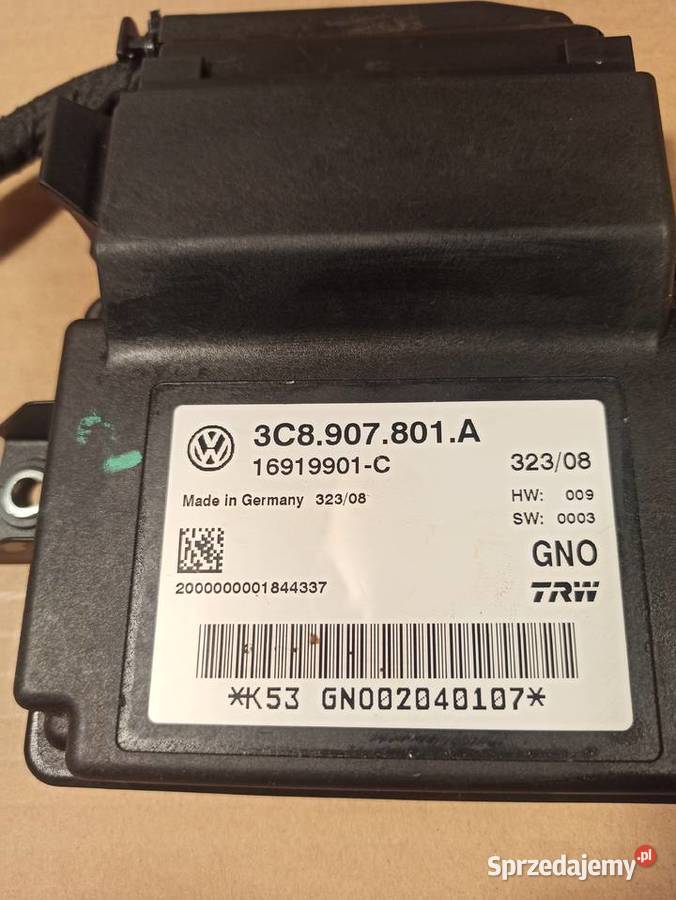 3C8.907.801.A
16919901-C
323/08
Made in Germany 323/08
HW: 009
SW: 0003
GNO
2000000001844337
TRW
*K53 GNO02040107*
Sprzedajemy.pl